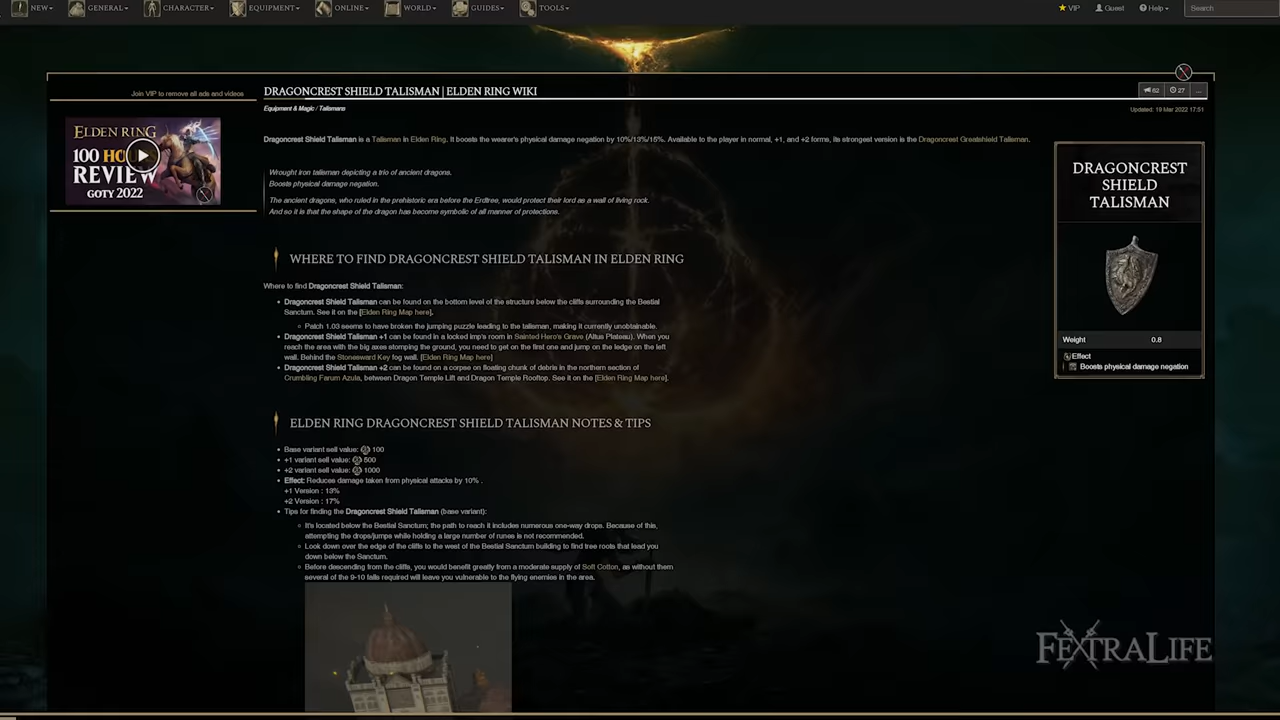 NEW
GENERAL
CHARACTER
EQUIPMENT
ONLINE
WORLD
GUIDES
TOOLS
VIP
Guest
Help
Search
Join VIP to remove all ads and videos
ELDEN RING
100 HOUR
REVIEW
GOTY 2022
DRAGONCREST SHIELD TALISMAN | ELDEN RING WIKI
62
27
...
Equipment & Magic / Talismans
Updated: 19 Mar 2022 17:51
Dragoncrest Shield Talisman is a Talisman in Elden Ring. It boosts the wearer's physical damage negation by 10%/13%/15%. Available to the player in normal, +1, and +2 forms, its strongest version is the Dragoncrest Greatshield Talisman.
Wrought iron talisman depicting a trio of ancient dragons.
Boosts physical damage negation.
The ancient dragons, who ruled in the prehistoric era before the Erdtree, would protect their lord as a wall of living rock.
And so it is that the shape of the dragon has become symbolic of all manner of protections.
DRAGONCREST
SHIELD
TALISMAN
Weight 0.8
Effect
Boosts physical damage negation
WHERE TO FIND DRAGONCREST SHIELD TALISMAN IN ELDEN RING
Where to find Dragoncrest Shield Talisman:
Dragoncrest Shield Talisman can be found on the bottom level of the structure below the cliffs surrounding the Bestial
Sanctum. See it on the [Elden Ring Map here].
Patch 1.03 seems to have broken the jumping puzzle leading to the talisman, making it currently unobtainable.
Dragoncrest Shield Talisman +1 can be found in a locked imp's room in Sainted Hero's Grave (Altus Plateau). When you
reach the area with the big axes stomping the ground, you need to get on the first one and jump on the ledge on the left
wall. Behind the Stonesward Key fog wall. [Elden Ring Map here]
Dragoncrest Shield Talisman +2 can be found on a corpse on floating chunk of debris in the northern section of
Crumbling Farum Azula, between Dragon Temple Lift and Dragon Temple Rooftop. See it on the [Elden Ring Map here].
ELDEN RING DRAGONCREST SHIELD TALISMAN NOTES & TIPS
Base variant sell value: 100
+1 variant sell value: 500
+2 variant sell value: 1000
Effect: Reduces damage taken from physical attacks by 10% .
+1 Version : 13%
+2 Version : 17%
Tips for finding the Dragoncrest Shield Talisman (base variant):
It's located below the Bestial Sanctum; the path to reach it includes numerous one-way drops. Because of this,
attempting the drops/jumps while holding a large number of runes is not recommended.
Look down over the edge of the cliffs to the west of the Bestial Sanctum building to find tree roots that lead you
down below the Sanctum.
Before descending from the cliffs, you would benefit greatly from a moderate supply of Soft Cotton, as without them
several of the 9-10 falls required will leave you vulnerable to the flying enemies in the area.
FEXTRALIFE